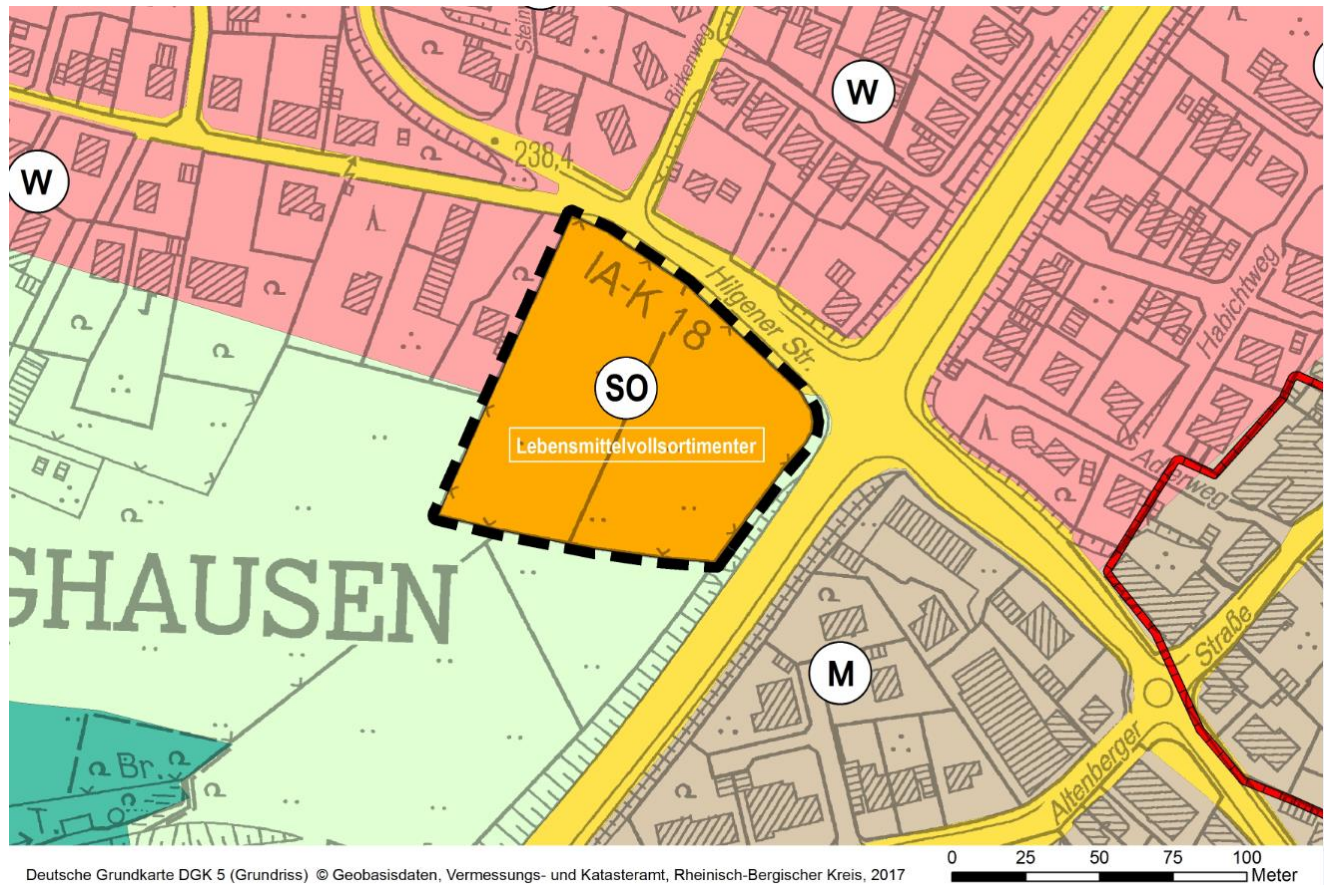 Birkenweg
W
238,4
W
IA-K 18
Hilgener Str.
Habichtweg
SO
Lebensmittelvollsortimenter
Adlerweg
GHAUSEN
Straße
M
Br.
Altenberger
T.
0 25 50 75 100
Meter
Deutsche Grundkarte DGK 5 (Grundriss) © Geobasisdaten, Vermessungs- und Katasteramt, Rheinisch-Bergischer Kreis, 2017